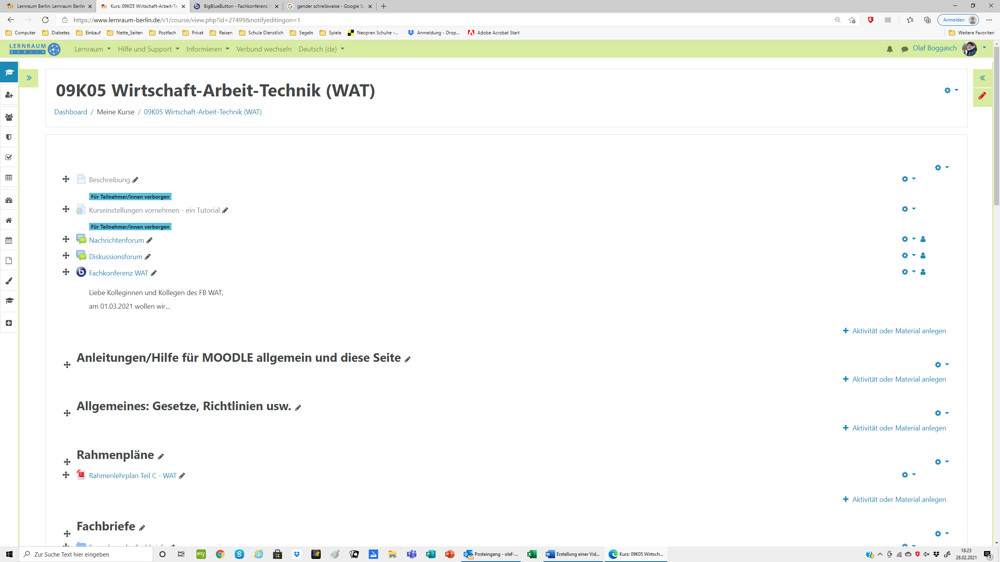 Lernraum Berlin: Lernraum Berlin
Kurs: 09K05 Wirtschaft-Arbeit-Te
BigBlueButton - Fachkonferenz W
gender schreibweise - Google Su
https://www.lernraum-berlin.de/v1/course/view.php?id=27499&notifyeditingon=1
Anmelden
Computer
Diabetes
Einkauf
Nette_Seiten
Postfach
Privat
Reisen
Schule Dienstlich
Segeln
Spiele
Neopren Schuhe -...
Anmeldung - Drop...
Adobe Acrobat Start
Weitere Favoriten
LERNRAUM
BERLIN
Lernraum
Hilfe und Support
Informieren
Verbund wechseln
Deutsch (de)
Olaf Boggasch
09K05 Wirtschaft-Arbeit-Technik (WAT)
Dashboard / Meine Kurse / 09K05 Wirtschaft-Arbeit-Technik (WAT)
Beschreibung
Für Teilnehmer/innen verborgen
Kurseinstellungen vornehmen - ein Tutorial
Für Teilnehmer/innen verborgen
Nachrichtenforum
Diskussionsforum
Fachkonferenz WAT
Liebe Kolleginnen und Kollegen des FB WAT,
am 01.03.2021 wollen wir...
Aktivität oder Material anlegen
Anleitungen/Hilfe für MOODLE allgemein und diese Seite
Aktivität oder Material anlegen
Allgemeines: Gesetze, Richtlinien usw.
Aktivität oder Material anlegen
Rahmenpläne
Rahmenlehrplan Teil C - WAT
Aktivität oder Material anlegen
Fachbriefe
Zur Suche Text hier eingeben
Posteingang - olaf-...
Erstellung einer Vid...
Kurs: 09K05 Wirtsch...
18:23
28.02.2021
1